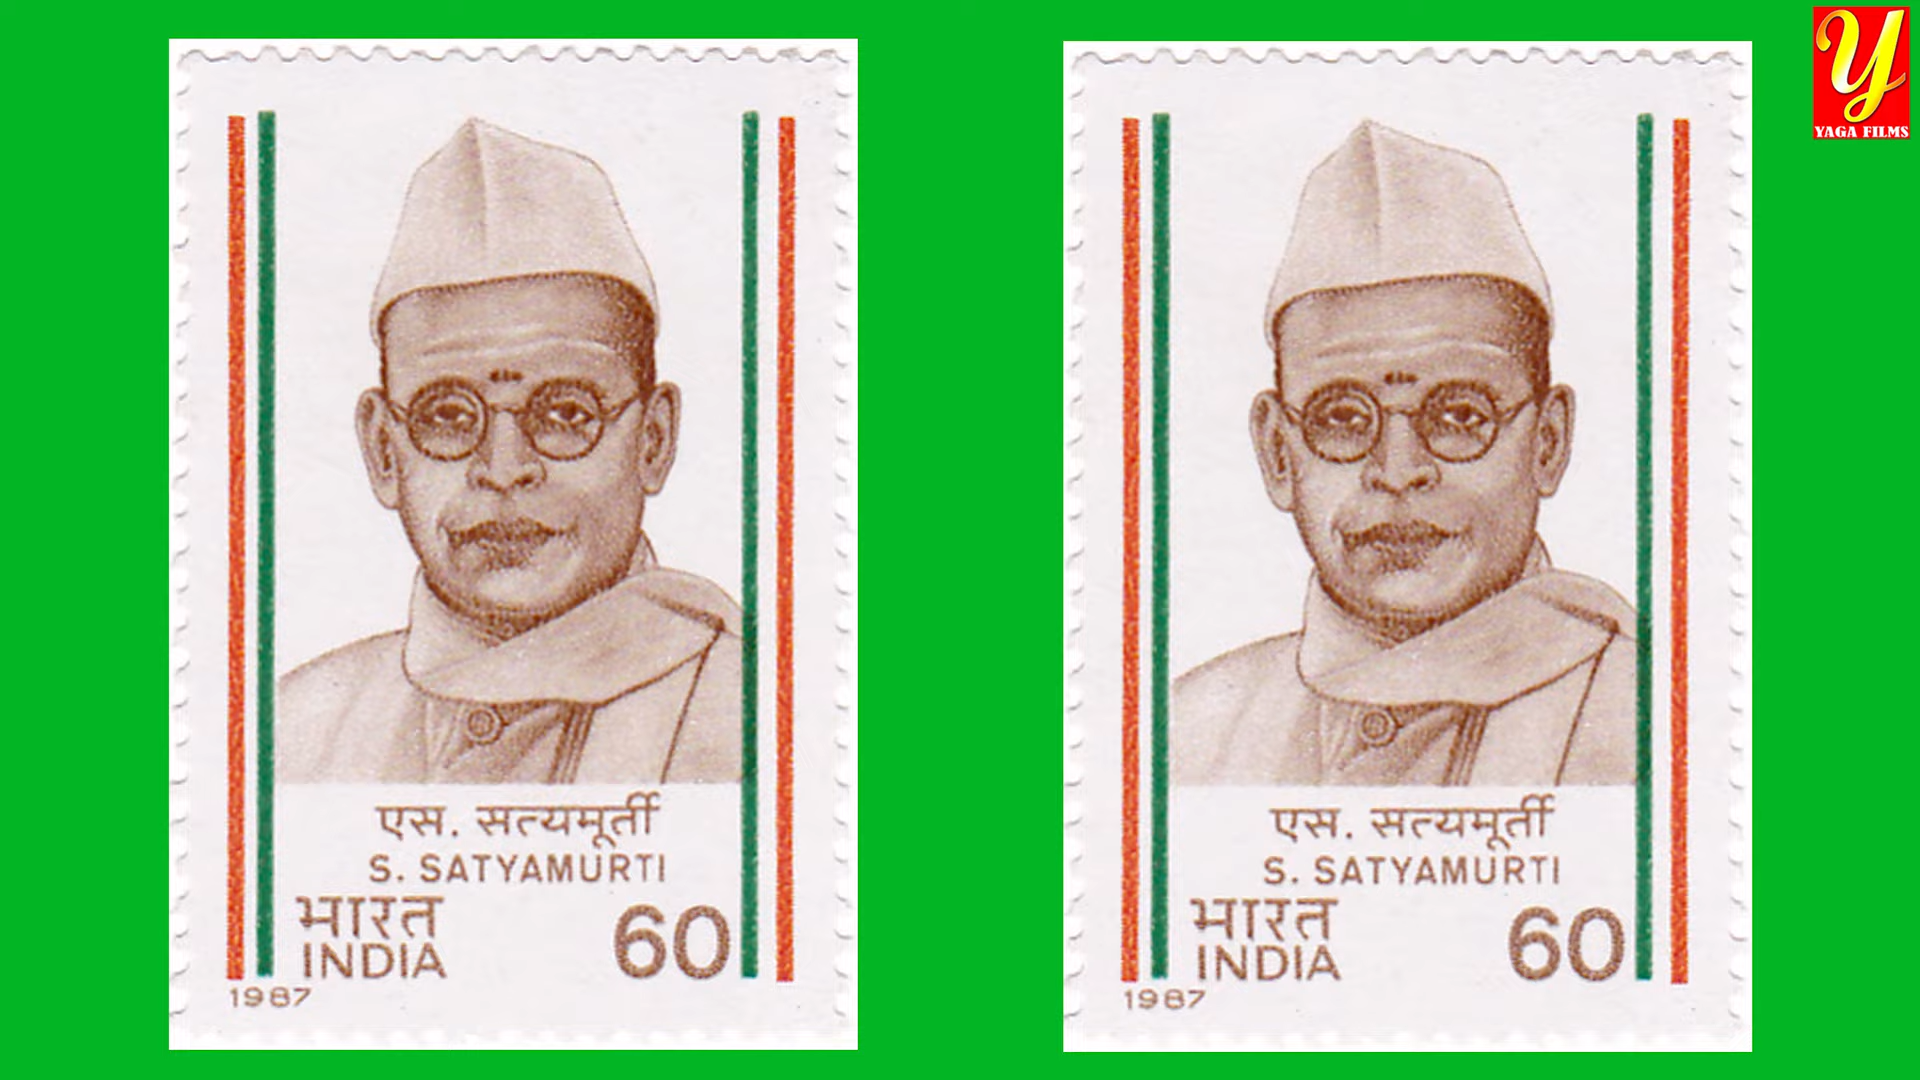 एस. सत्यमूर्ती
S. SATYAMURTI
भारत
INDIA
60
1987
एस. सत्यमूर्ती
S. SATYAMURTI
भारत
INDIA
60
1987
Y
YAGA FILMS